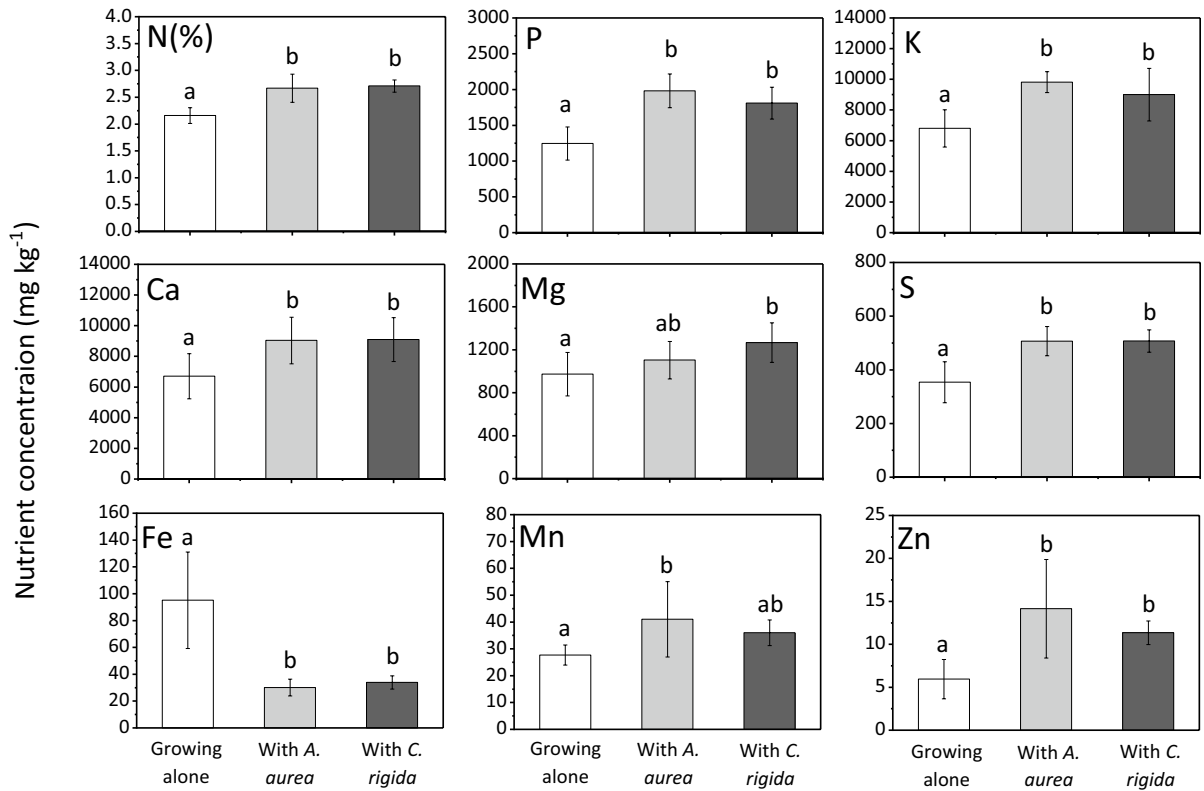 Nutrient concentraion (mg kg-1)
N(%)
4.0
3.5
3.0
2.5
2.0
1.5
1.0
0.5
0.0
a
b
b
P
3000
2500
2000
1500
1000
500
0
a
b
b
K
14000
12000
10000
8000
6000
4000
2000
0
a
b
b
Ca
14000
12000
10000
8000
6000
4000
2000
0
a
b
b
Mg
2000
1600
1200
800
400
0
a
ab
b
S
800
600
400
200
0
a
b
b
Fe
160
140
120
100
80
60
40
20
0
a
b
b
Growing alone
With A. aurea
With C. rigida
Mn
80
70
60
50
40
30
20
10
0
a
b
ab
Growing alone
With A. aurea
With C. rigida
Zn
25
20
15
10
5
0
a
b
b
Growing alone
With A. aurea
With C. rigida